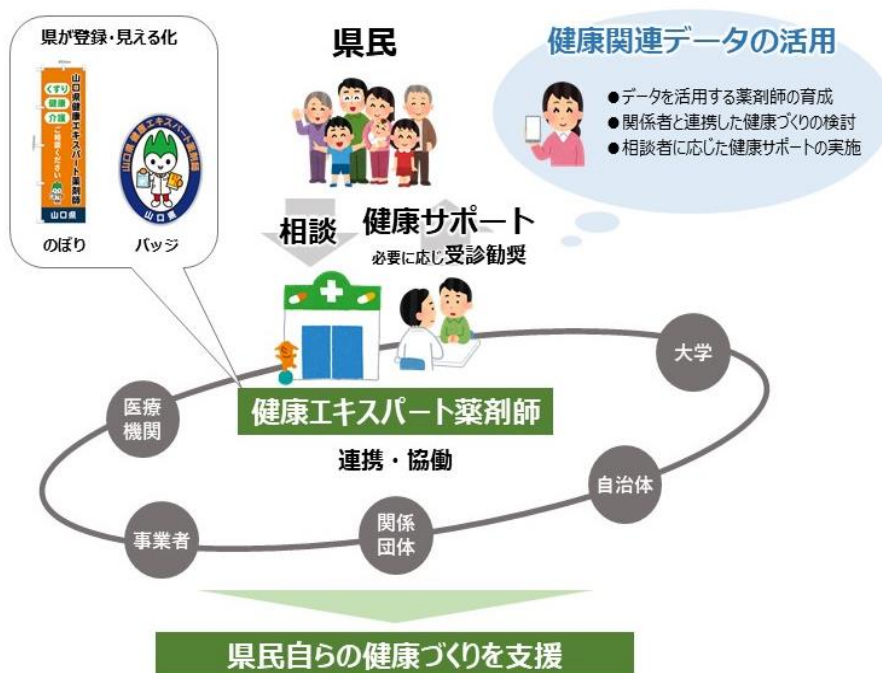 県が登録・見える化
くすり
健康
介護
ご相談ください
山口県健康エキスパート薬剤師
山口県
山口県 健康エキスパート薬剤師
山口県
のぼり
バッジ
県民
健康関連データの活用
●データを活用する薬剤師の育成
●関係者と連携した健康づくりの検討
●相談者に応じた健康サポートの実施
相談
健康サポート
必要に応じ受診勧奨
大学
医療
機関
健康エキスパート薬剤師
連携・協働
自治体
事業者
関係
団体
県民自らの健康づくりを支援